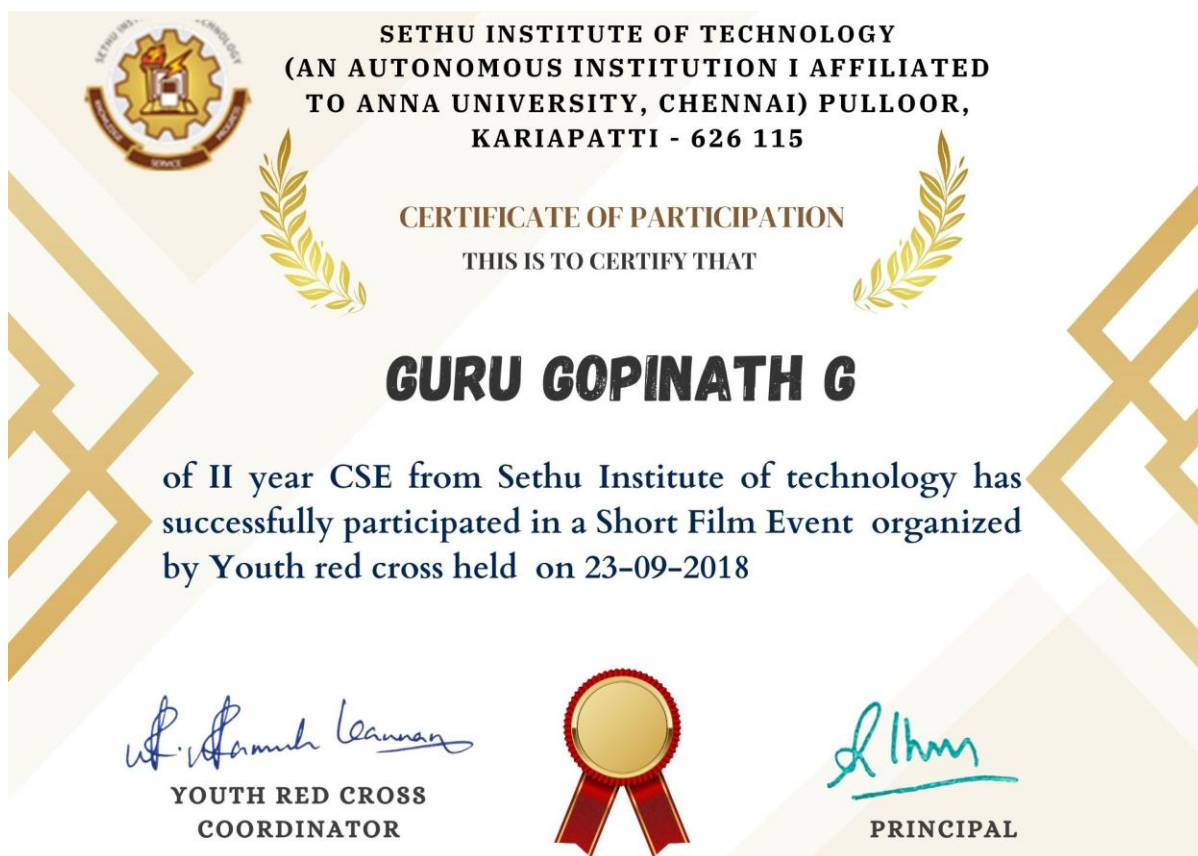 SETHU INSTITUTE OF TECHNOLOGY
(AN AUTONOMOUS INSTITUTION I AFFILIATED
TO ANNA UNIVERSITY, CHENNAI) PULLOOR,
KARIAPATTI - 626 115
CERTIFICATE OF PARTICIPATION
THIS IS TO CERTIFY THAT
GURU GOPINATH G
of II year CSE from Sethu Institute of technology has
successfully participated in a Short Film Event organized
by Youth red cross held on 23-09-2018
KNOWLEDGE
SERVICE
PROGRESS
YOUTH RED CROSS
COORDINATOR
PRINCIPAL